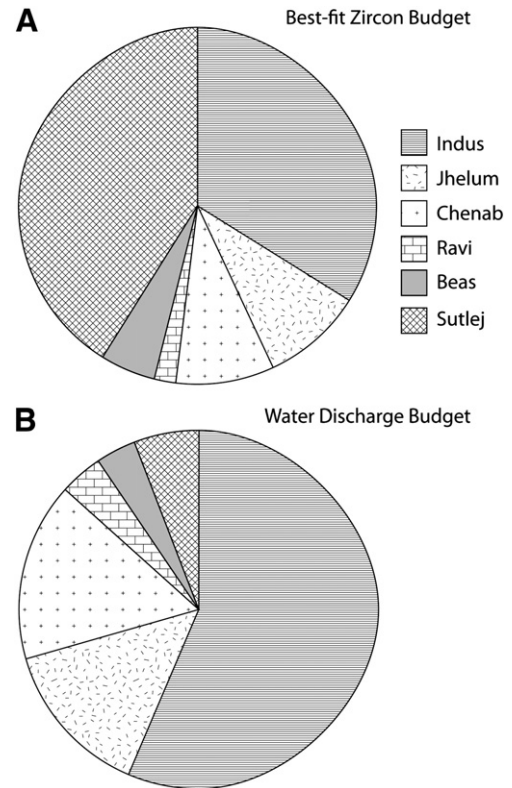 A
Best-fit Zircon Budget
Indus
Jhelum
Chenab
Ravi
Beas
Sutlej
B
Water Discharge Budget